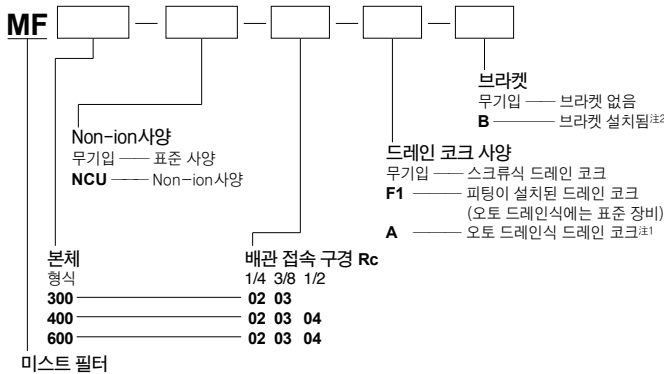 MF
브라켓
무기입 브라켓 없음
B 브라켓 설치됨注2
Non-ion사양
무기입 표준 사양
NCU Non-ion사양
드레인 코크 사양
무기입 스크류식 드레인 코크
F1 피팅이 설치된 드레인 코크
(오토 드레인식에는 표준 장비)
A 오토 드레인식 드레인 코크注1
본체 배관 접속 구경 Rc
형식 1/4 3/8 1/2
300 02 03
400 02 03 04
600 02 03 04
미스트 필터